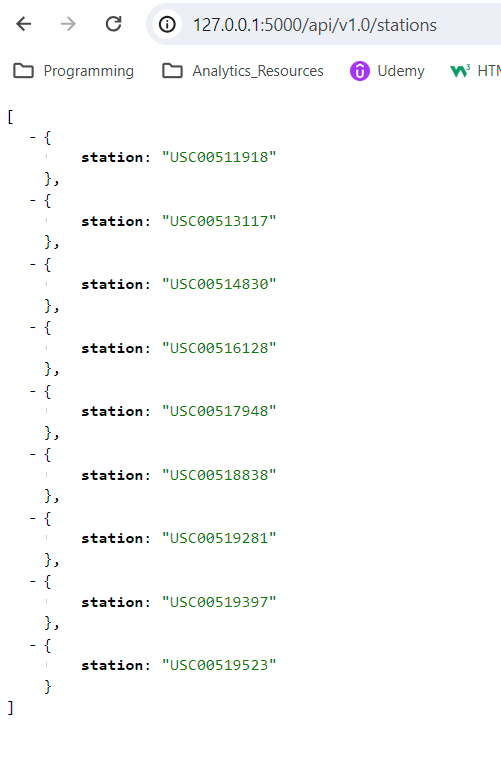 127.0.0.1:5000/api/v1.0/stations
Programming Analytics_Resources Udemy W3 HTM
[
- {
station: "USC00511918"
},
- {
station: "USC00513117"
},
- {
station: "USC00514830"
},
- {
station: "USC00516128"
},
- {
station: "USC00517948"
},
- {
station: "USC00518838"
},
- {
station: "USC00519281"
},
- {
station: "USC00519397"
},
- {
station: "USC00519523"
}
]